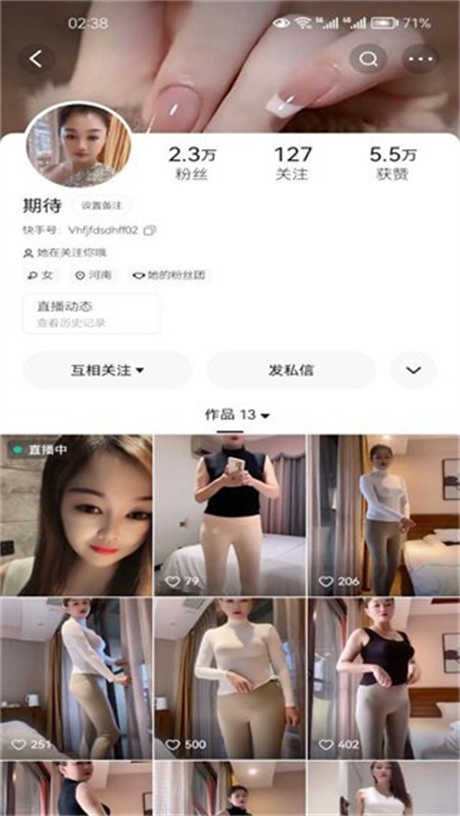 02:38
5G 4G 71%
2.3万 127 5.5万
粉丝 关注 获赞
期待 设置备注
快手号: Vhfjfdsdhff02
她在关注你哦
女 河南 她的粉丝团
直播动态
查看历史记录
互相关注 发私信
作品 13
直播中
79 206
251 500 402